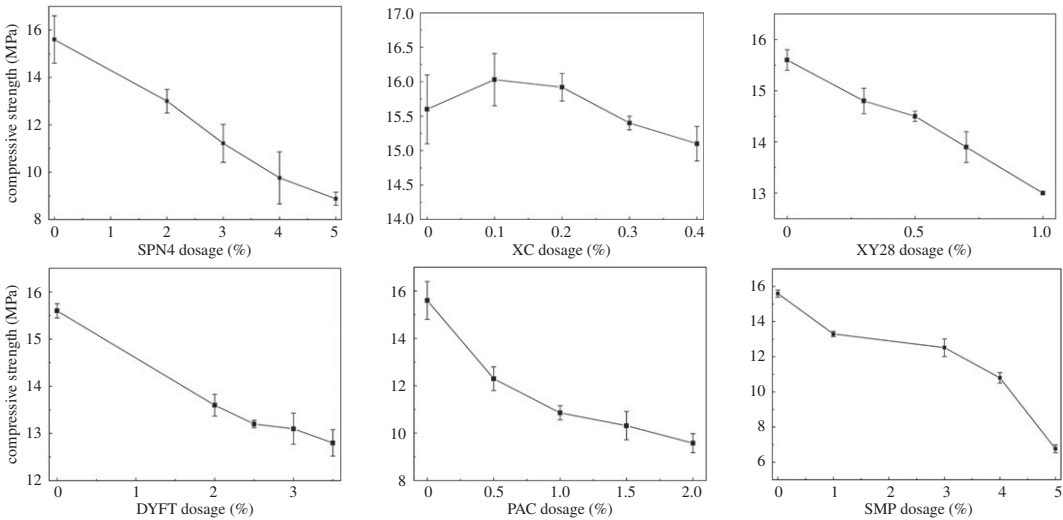 compressive strength (MPa)
16
14
12
10
8
0 1 2 3 4 5
SPN4 dosage (%)
17.0
16.5
16.0
15.5
15.0
14.5
14.0
0 0.1 0.2 0.3 0.4
XC dosage (%)
16
15
14
13
0 0.5 1.0
XY28 dosage (%)
compressive strength (MPa)
16
15
14
13
12
0 1 2 3
DYFT dosage (%)
16
14
12
10
8
0 0.5 1.0 1.5 2.0
PAC dosage (%)
16
14
12
10
8
6
0 1 2 3 4 5
SMP dosage (%)